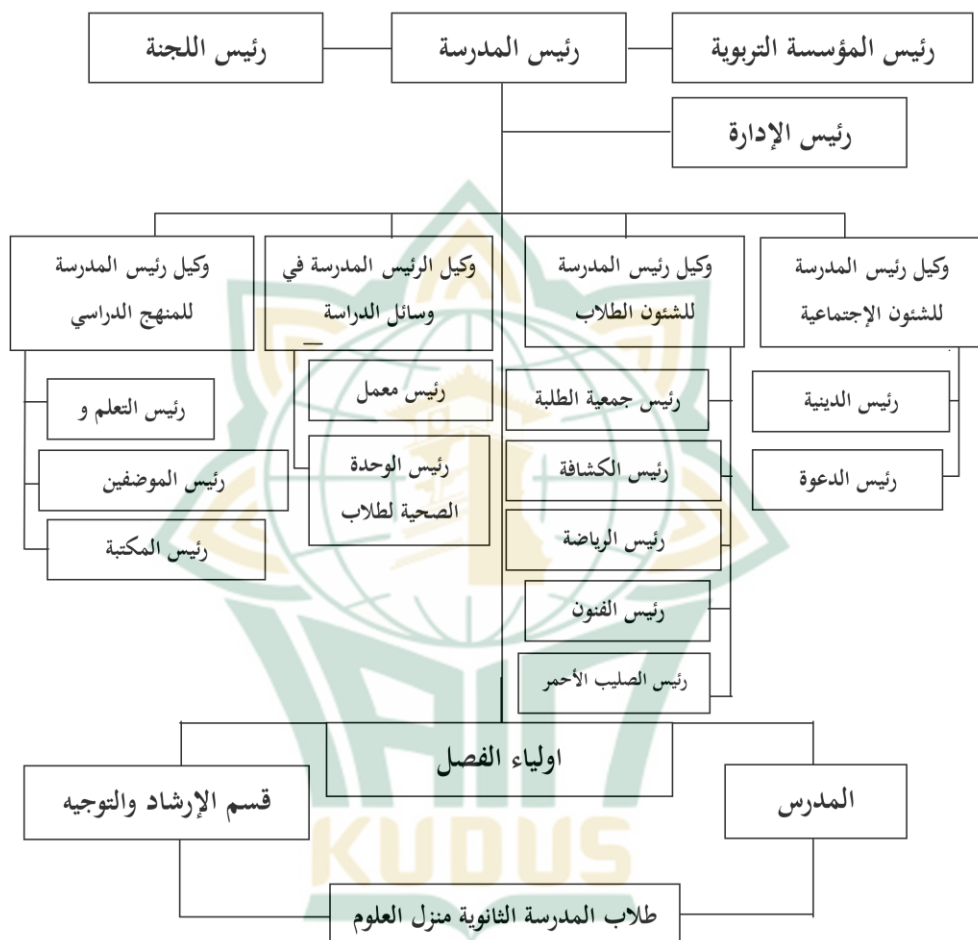 رئيس المؤسسة التربوية
رئيس المدرسة
رئيس اللجنة
رئيس الإدارة
وكيل رئيس المدرسة
للشئون الإجتماعية
وكيل رئيس المدرسة
للشئون الطلاب
وكيل الرئيس المدرسة في
وسائل الدراسة
وكيل رئيس المدرسة
للمنهج الدراسي
رئيس الدينية
رئيس الدعوة
رئيس جمعية الطلبة
رئيس الكشافة
رئيس الرياضة
رئيس الفنون
رئيس الصليب الأحمر
رئيس معمل
رئيس الوحدة
الصحية لطلاب
رئيس التعلم و
رئيس الموضفين
رئيس المكتبة
اولياء الفصل
المدرس
قسم الإرشاد والتوجيه
طلاب المدرسة الثانوية منزل العلوم
IAIN
KUDUS